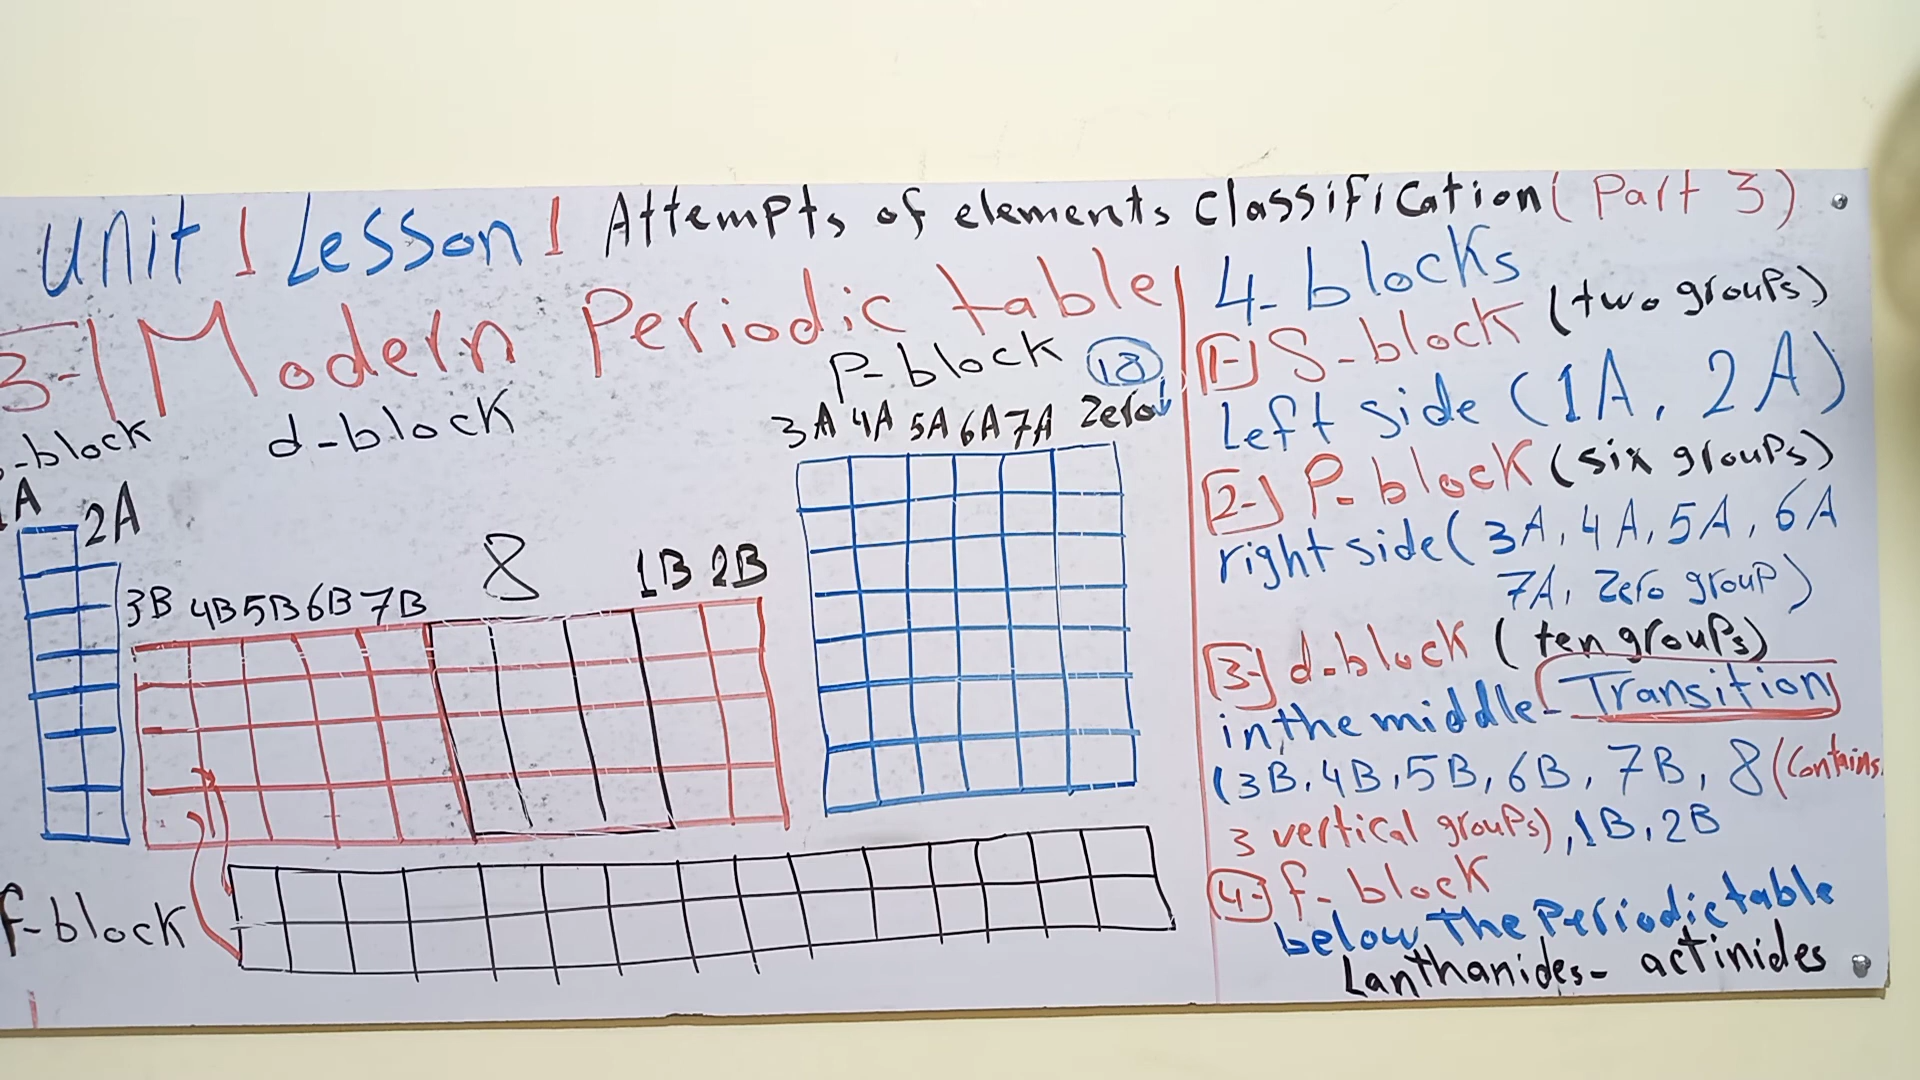 Unit 1 Lesson 1 Attempts of elements classification (Part 3)
3-| Modern Periodic table
-block
d-block
P-block 18
A 2A
3B 4B 5B 6B 7B 8 1B 2B
3A 4A 5A 6A 7A Zero
f-block
4- blocks
1-) S-block (two groups)
Left side (1A, 2A)
2-) P-block (six groups)
right side (3A, 4A, 5A, 6A
7A, Zero group)
3-) d-block (ten groups)
in the middle - Transition
(3B, 4B, 5B, 6B, 7B, 8 (Contains
3 vertical groups), 1B, 2B
4-) f-block
below The Periodic table
Lanthanides - actinides